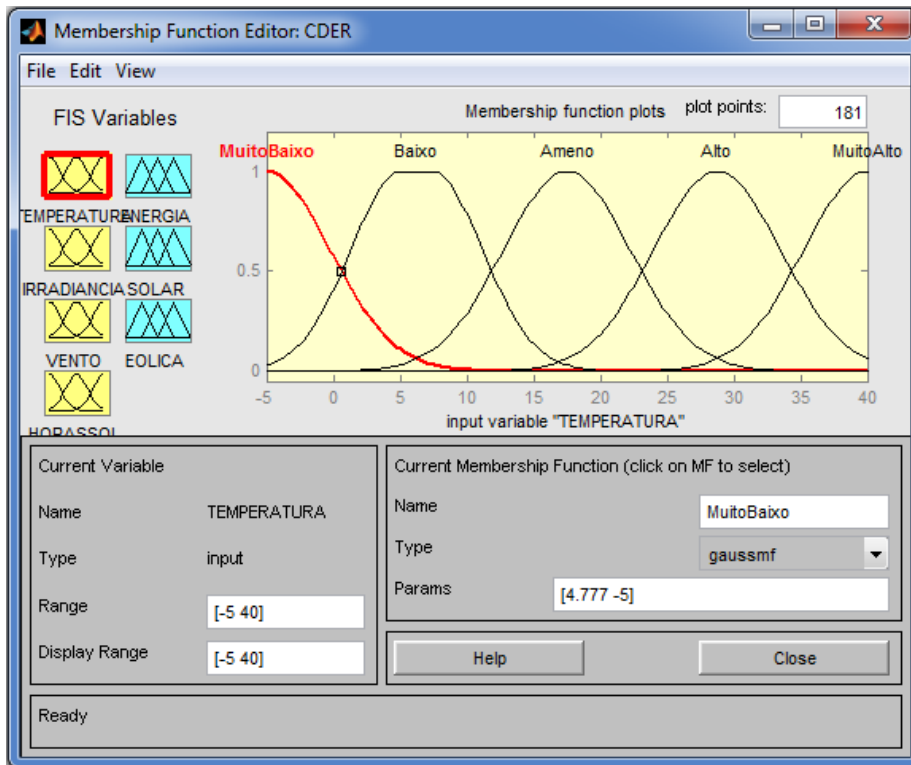 Membership Function Editor: CDER
File Edit View
FIS Variables
Membership function plots
plot points:
181
MuitoBaixo
Baixo
Ameno
Alto
MuitoAlto
TEMPERATURA
ENERGIA
IRRADIANCIA
SOLAR
VENTO
EOLICA
HORASSOL
1
0.5
0
-5 0 5 10 15 20 25 30 35 40
input variable "TEMPERATURA"
Current Variable
Name TEMPERATURA
Type input
Range [-5 40]
Display Range [-5 40]
Current Membership Function (click on MF to select)
Name MuitoBaixo
Type gaussmf
Params [4.777 -5]
Help
Close
Ready